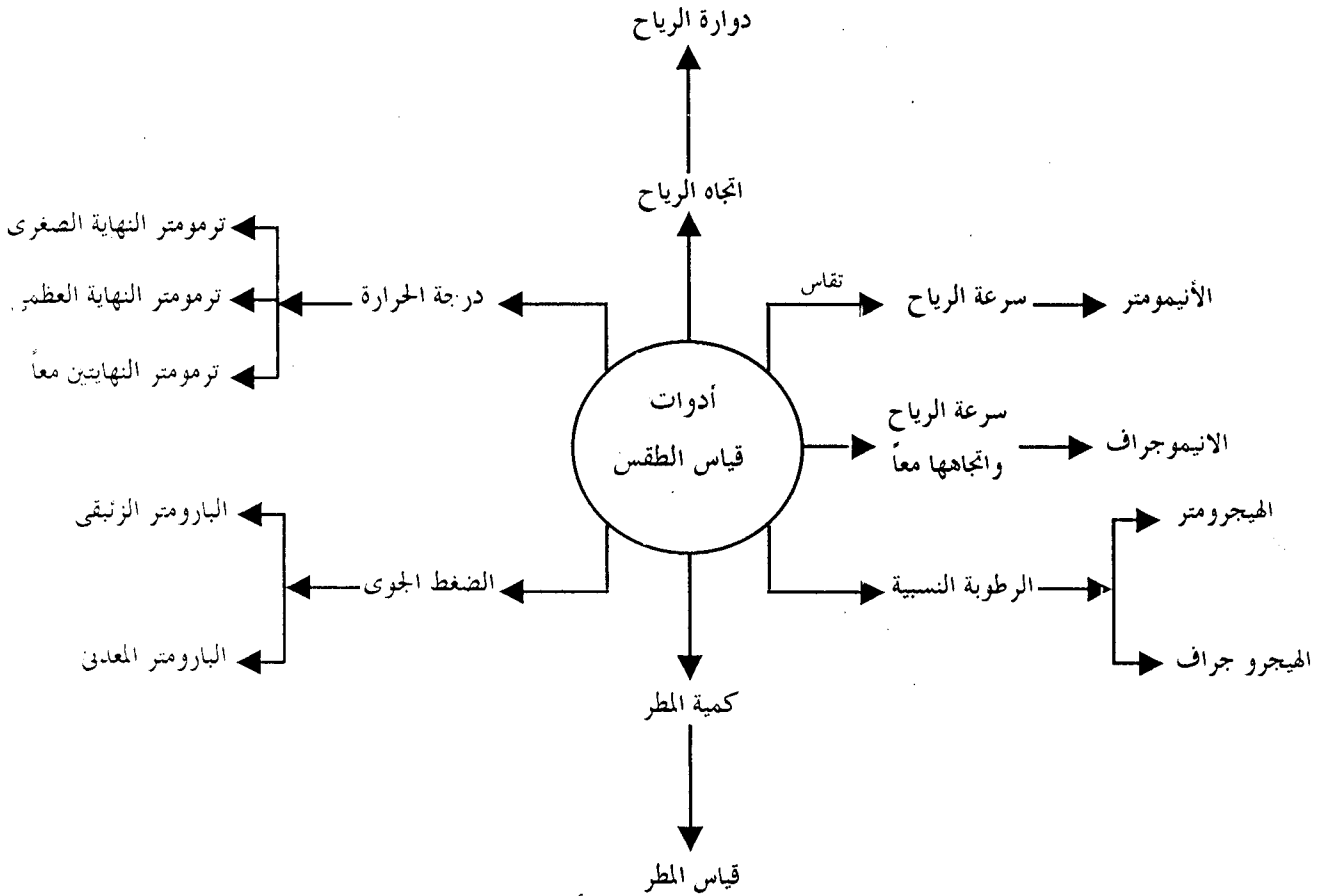 دوارة الرياح
اتجاه الرياح
تقاس
سرعة الرياح
الأنيمومتر
سرعة الرياح
واتجاهها معاً
الانيموجراف
الرطوبة النسبية
الهيجرومتر
الهيجرو جراف
أدوات
قياس الطقس
درجة الحرارة
ترمومتر النهاية الصغرى
ترمومتر النهاية العظمى
ترمومتر النهايتين معاً
الضغط الجوى
البارومتر الزئبقى
البارومتر المعدنى
كمية المطر
قياس المطر